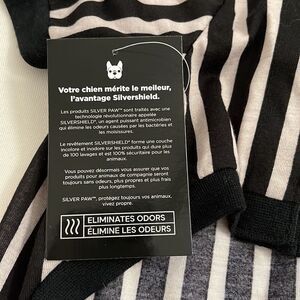 Votre chien mérite le meilleur,
l'avantage Silvershield.
Les produits SILVER PAW™ sont traités avec une
technologie révolutionnaire appelée
SILVERSHIELD®, un agent puissant antimicrobien
qui élimine les odeurs causées par les bactéries et
les moisissures.
Le revêtement SILVERSHIELD® forme une couche
incolore et inodore sur les produits qui dure plus de
100 lavages et est 100% sécuritaire pour les
animaux.
Vous pouvez désormais vous assurer que vos
produits pour animaux de compagnie seront
toujours sans odeurs, plus propres et plus frais
plus longtemps.
SILVER PAW™, protégez toujours vos animaux,
vivez propre.
ELIMINATES ODORS
ÉLIMINE LES ODEURS